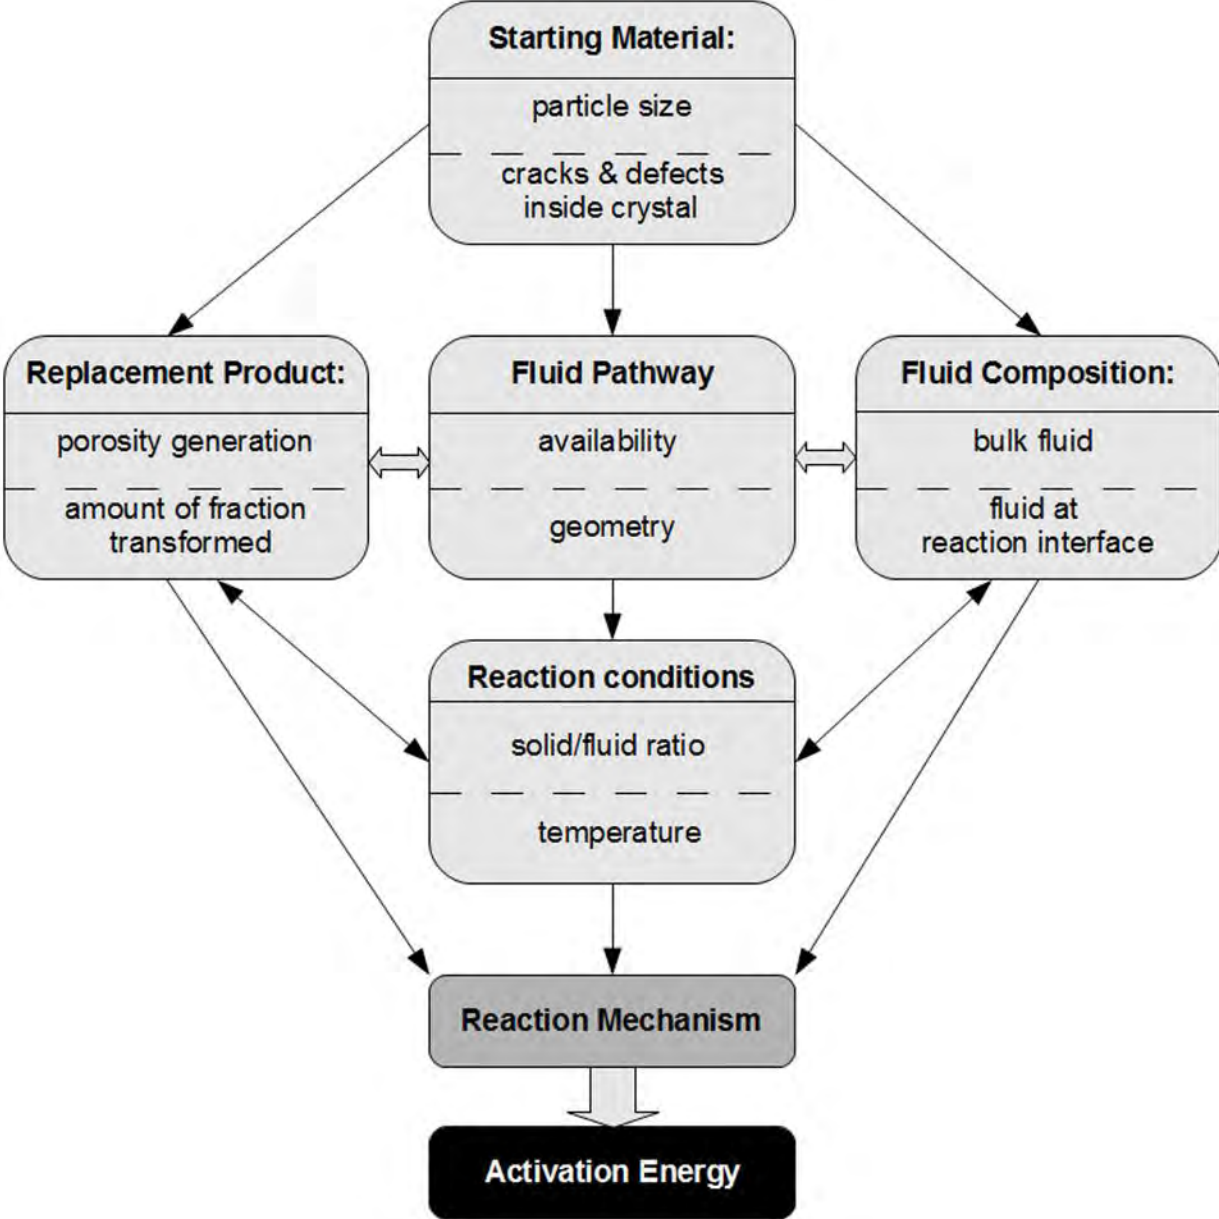 Starting Material:
particle size
cracks & defects
inside crystal
Replacement Product:
porosity generation
amount of fraction
transformed
Fluid Pathway
availability
geometry
Fluid Composition:
bulk fluid
fluid at
reaction interface
Reaction conditions
solid/fluid ratio
temperature
Reaction Mechanism
Activation Energy